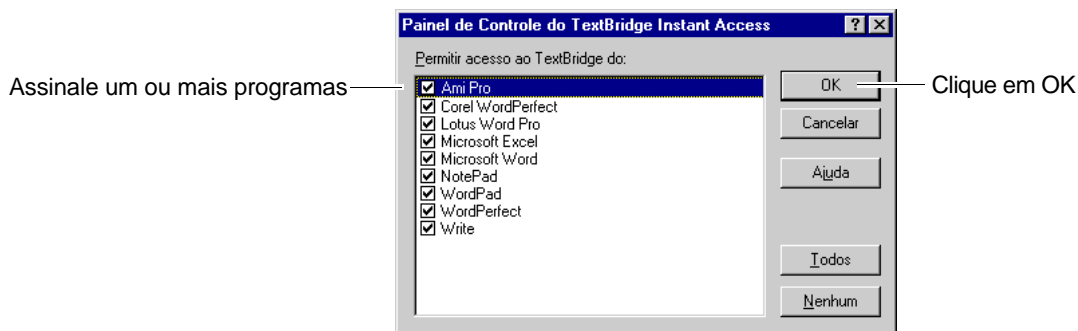 Painel de Controle do TextBridge Instant Access
Permitir acesso ao TextBridge do:
Assinale um ou mais programas
Ami Pro
Corel WordPerfect
Lotus Word Pro
Microsoft Excel
Microsoft Word
NotePad
WordPad
WordPerfect
Write
OK
Clique em OK
Cancelar
Ajuda
Todos
Nenhum